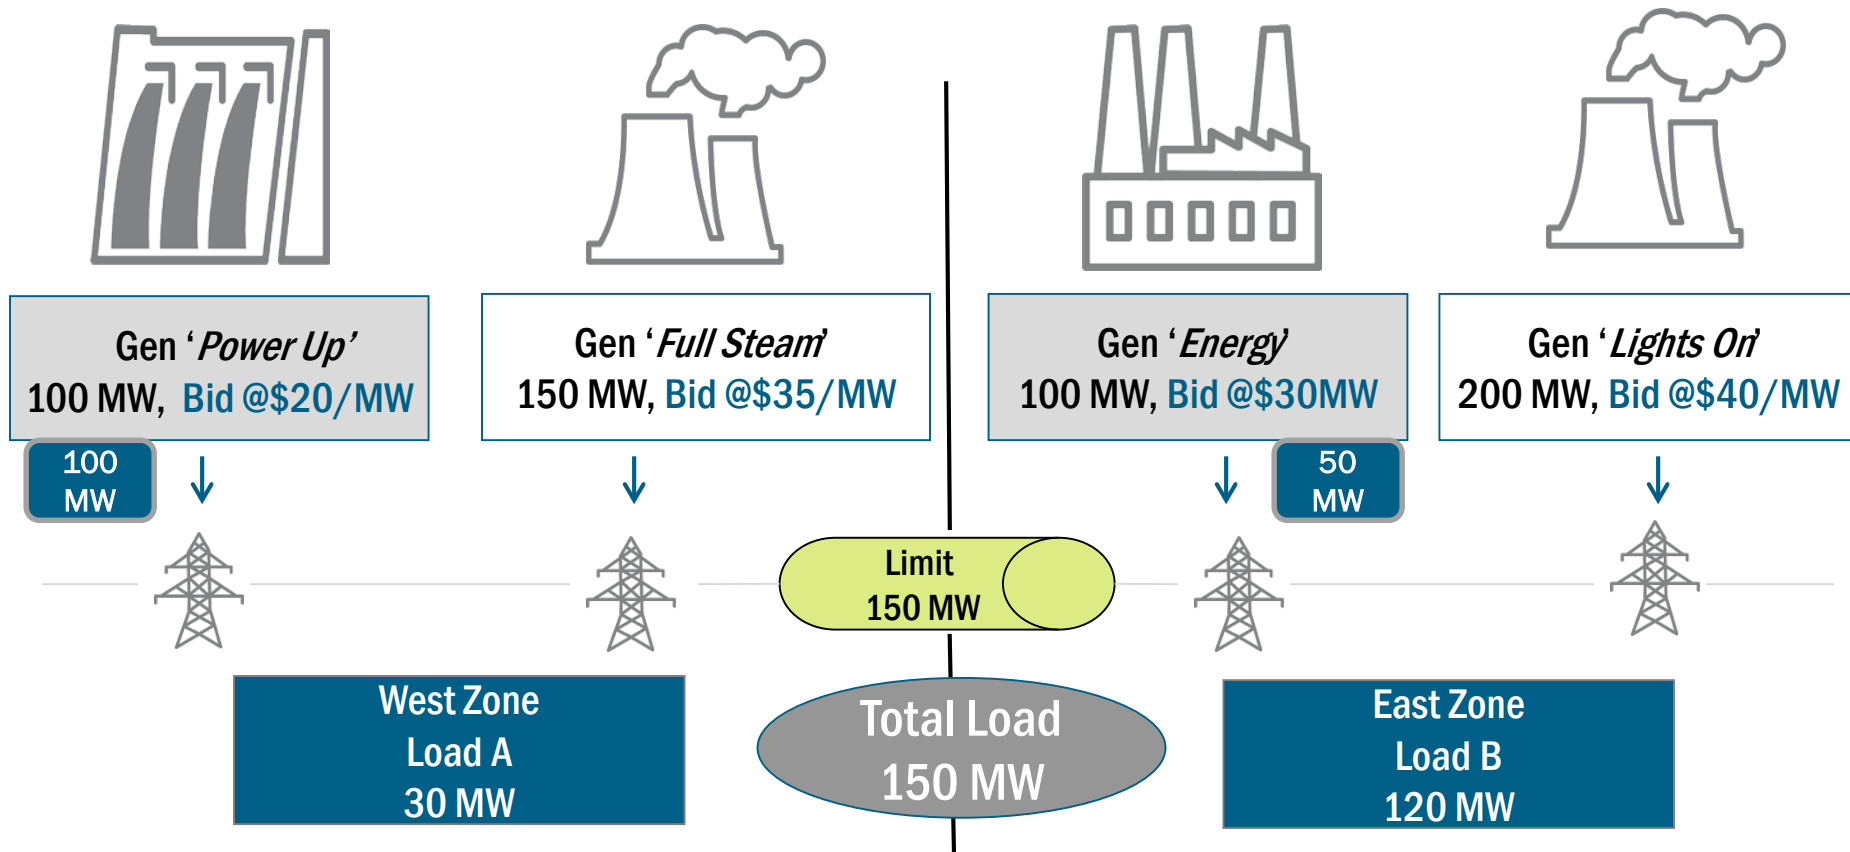 Gen ‘Power Up’
100 MW, Bid @$20/MW
100
MW
Gen ‘Full Steam’
150 MW, Bid @$35/MW
Gen ‘Energy’
100 MW, Bid @$30MW
50
MW
Gen ‘Lights On’
200 MW, Bid @$40/MW
Limit
150 MW
West Zone
Load A
30 MW
Total Load
150 MW
East Zone
Load B
120 MW